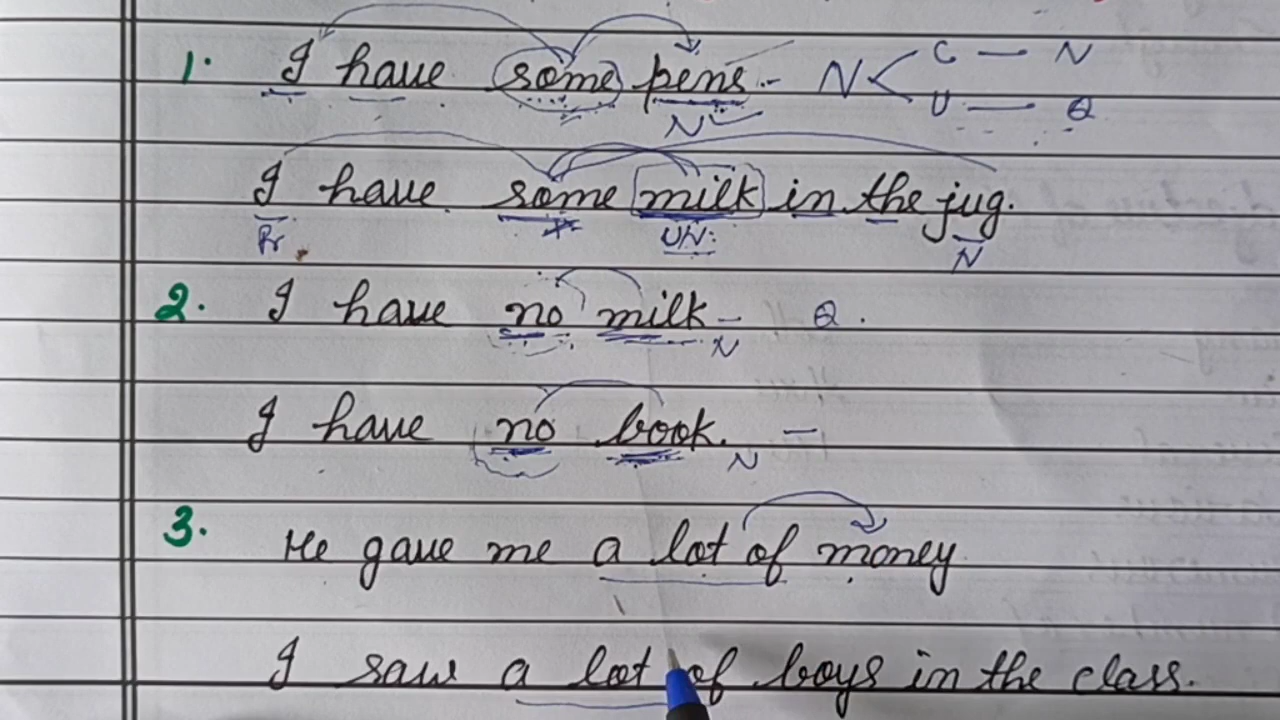 1. I have some pens. N C — N
N U — Q
I have some milk in the jug.
Pr UN: N
2. I have no milk — Q.
N
I have no book. —
N
3. He gave me a lot of money
I saw a lot of boys in the class.